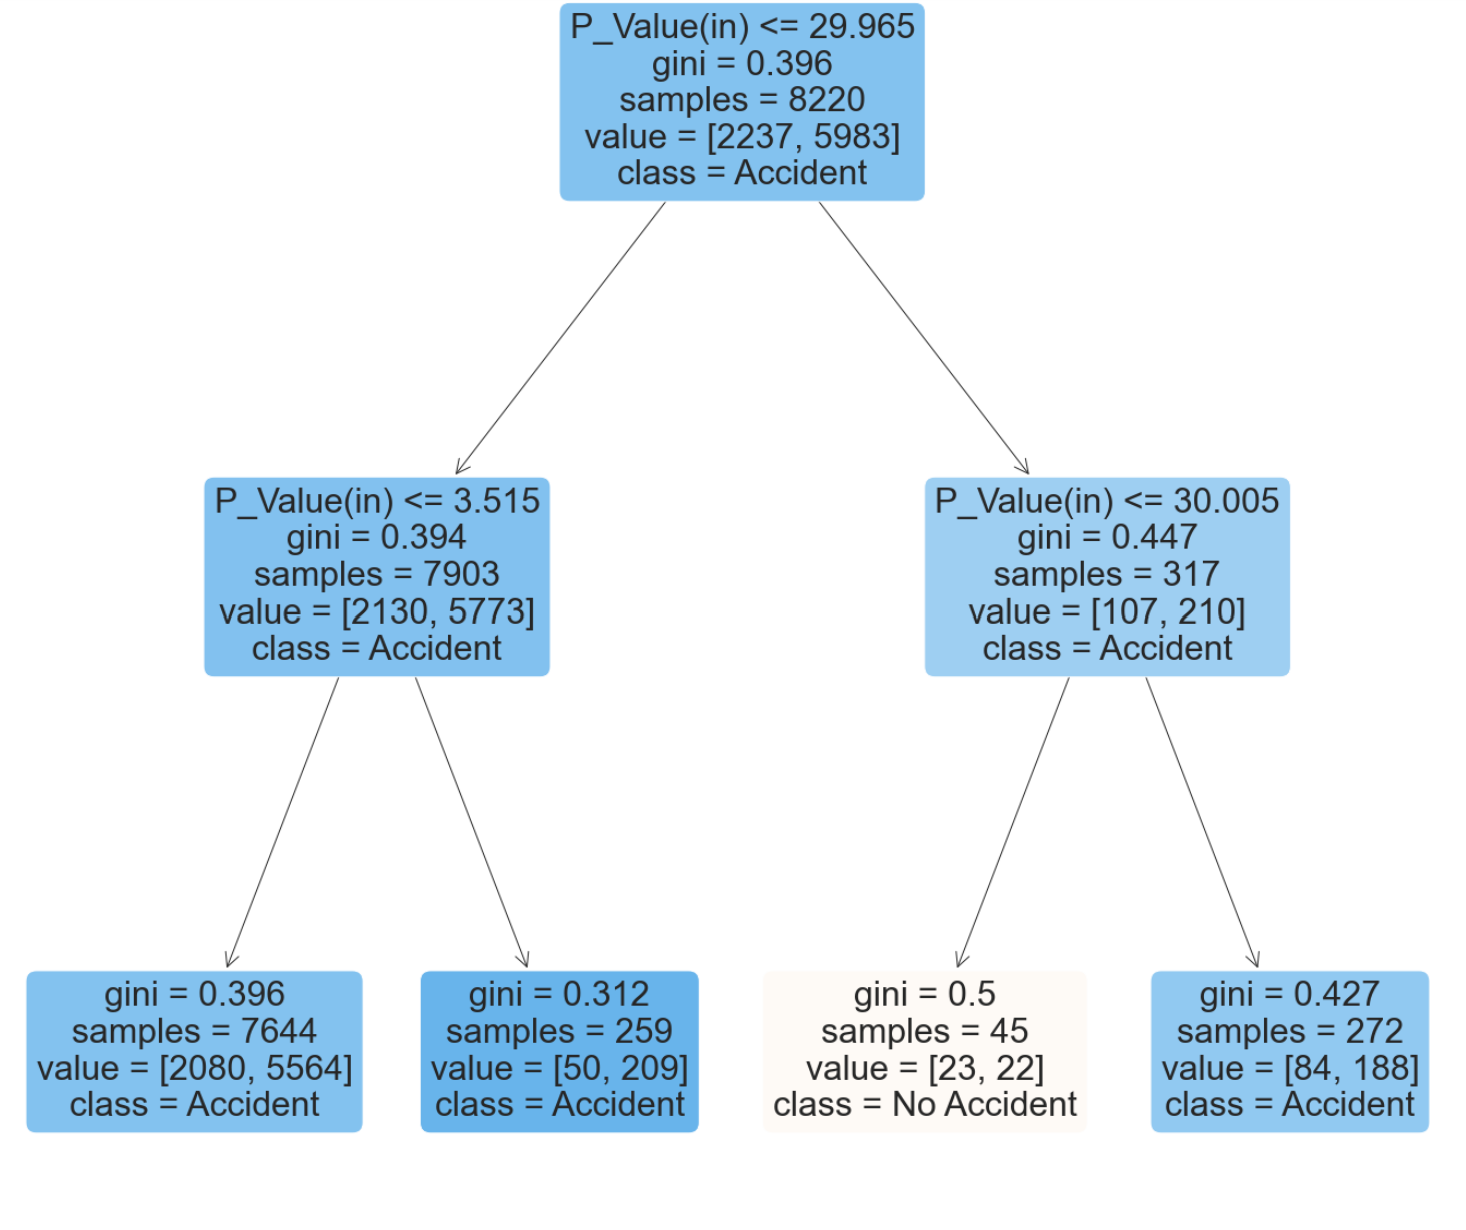 P_Value(in) <= 29.965
gini = 0.396
samples = 8220
value = [2237, 5983]
class = Accident
P_Value(in) <= 3.515
gini = 0.394
samples = 7903
value = [2130, 5773]
class = Accident
P_Value(in) <= 30.005
gini = 0.447
samples = 317
value = [107, 210]
class = Accident
gini = 0.396
samples = 7644
value = [2080, 5564]
class = Accident
gini = 0.312
samples = 259
value = [50, 209]
class = Accident
gini = 0.5
samples = 45
value = [23, 22]
class = No Accident
gini = 0.427
samples = 272
value = [84, 188]
class = Accident